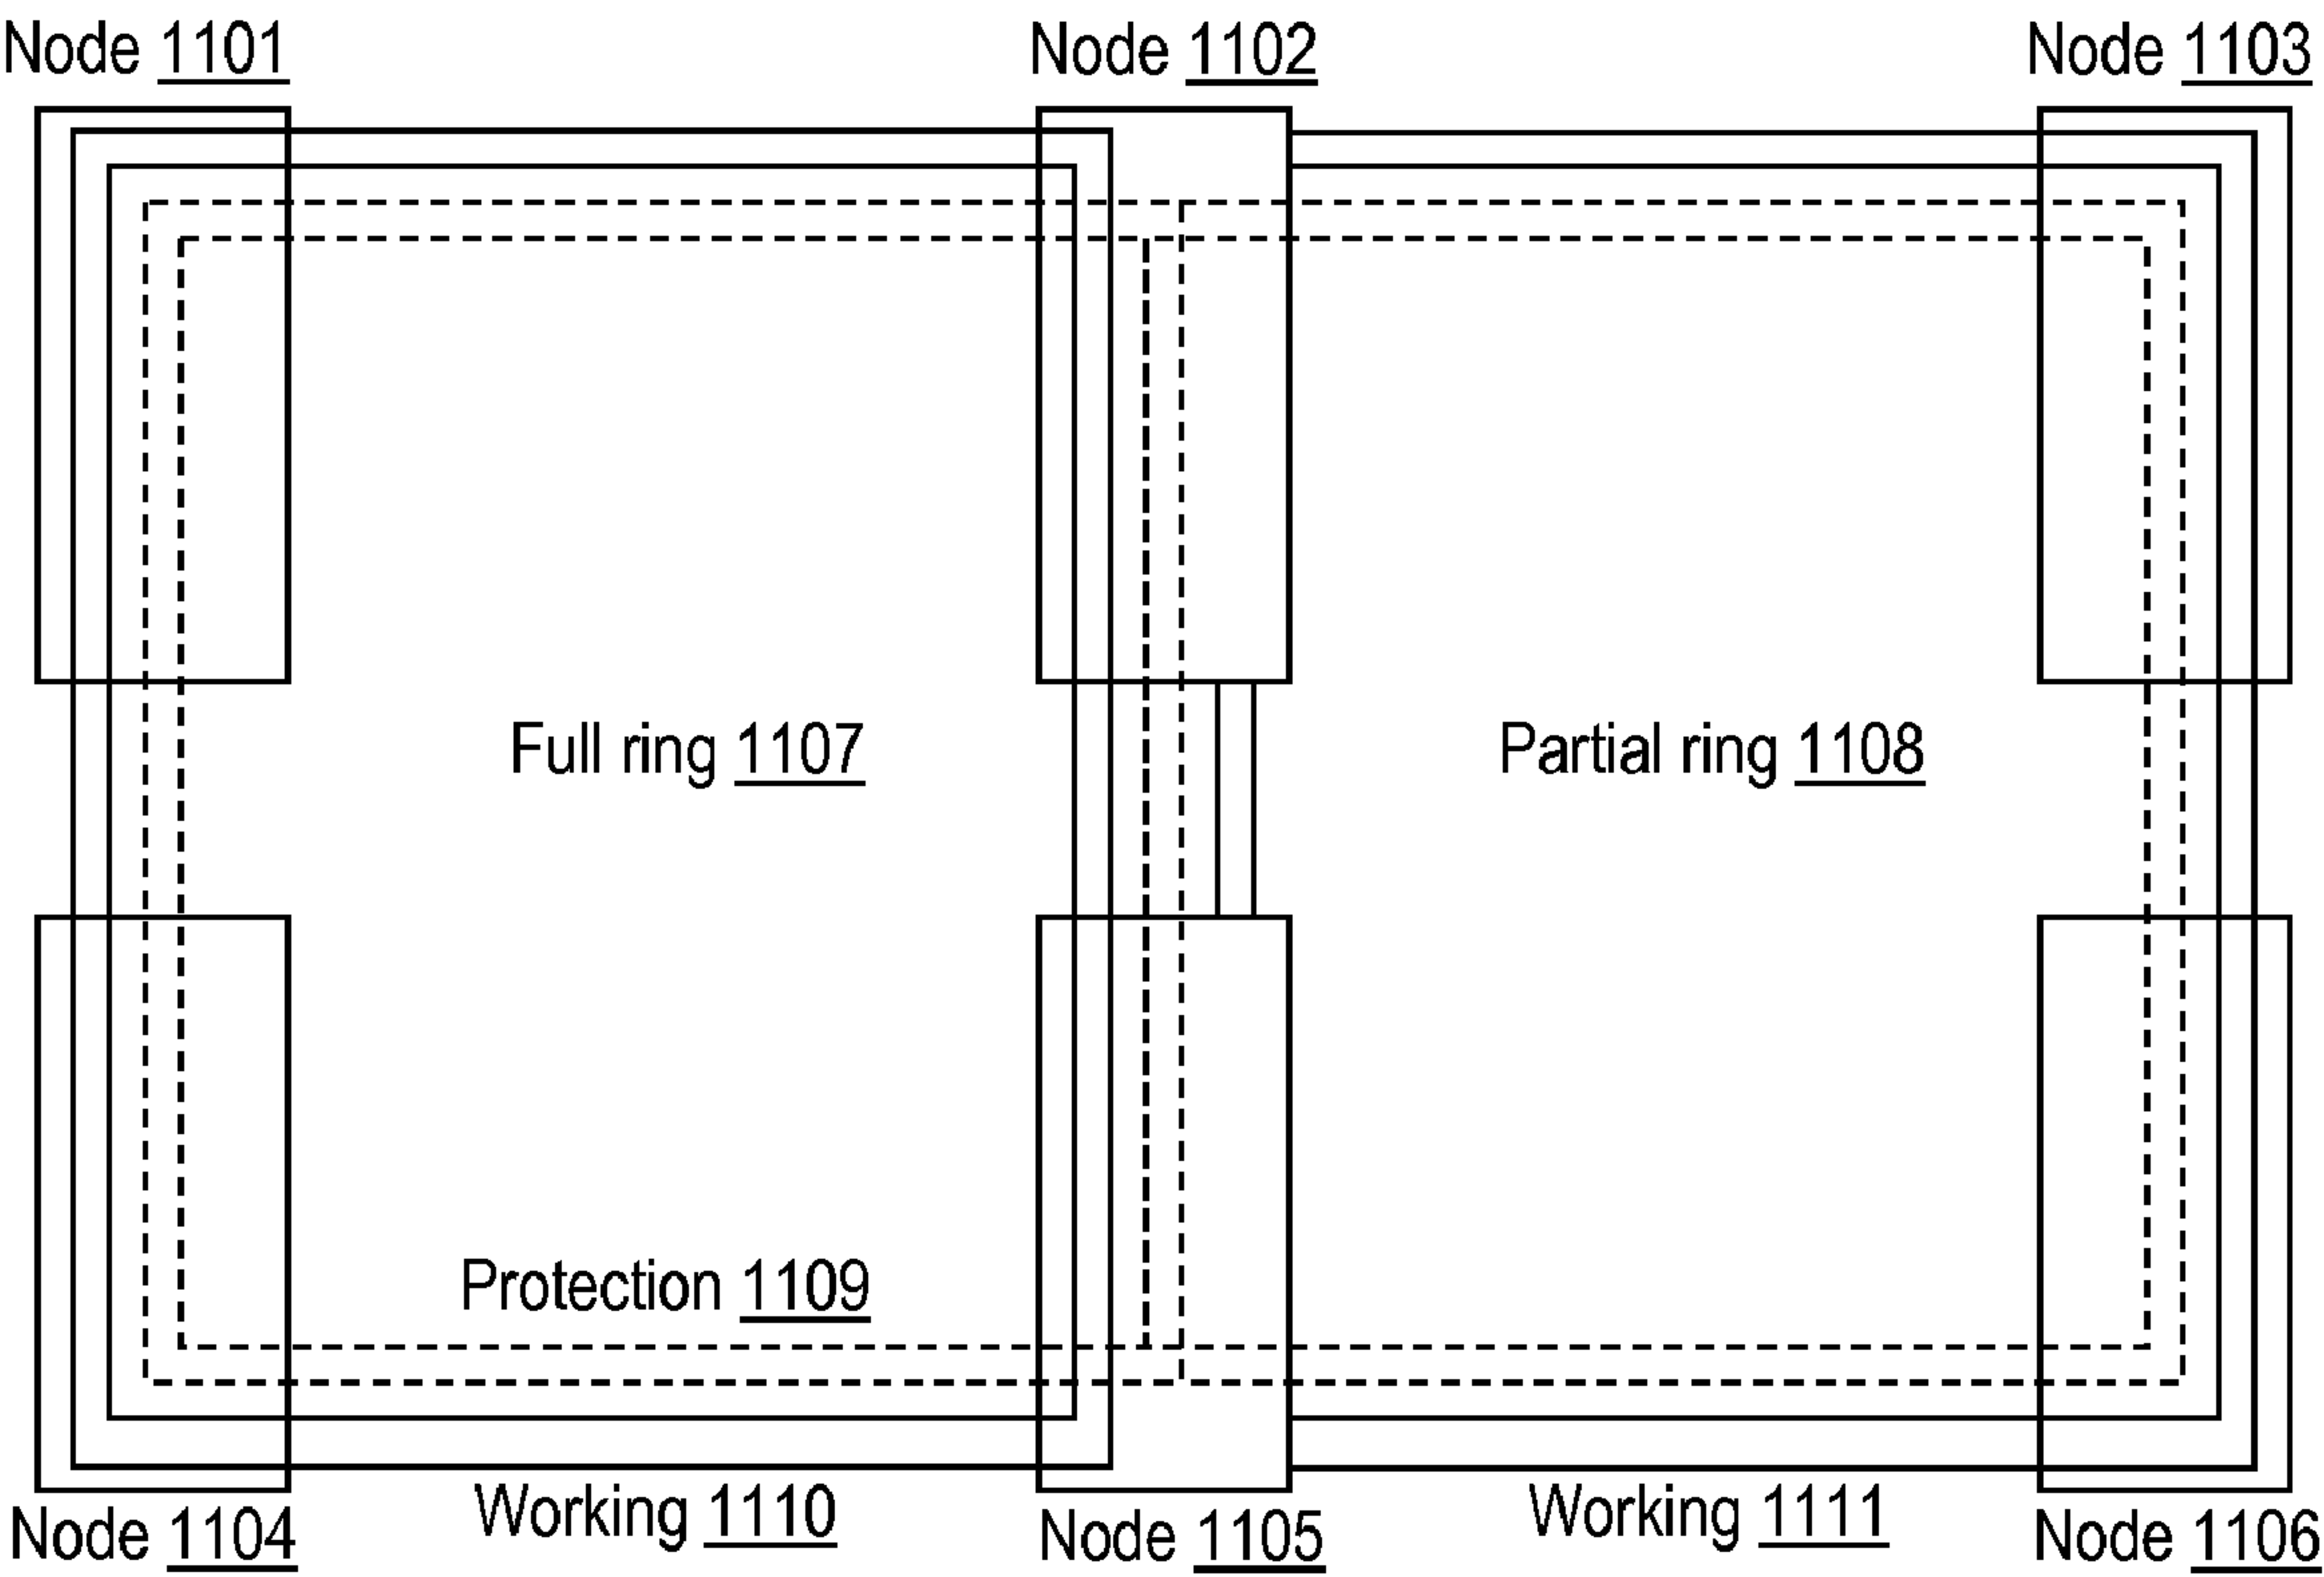 Node 1101
Node 1102
Node 1103
Full ring 1107
Partial ring 1108
Protection 1109
Working 1110
Working 1111
Node 1104
Node 1105
Node 1106